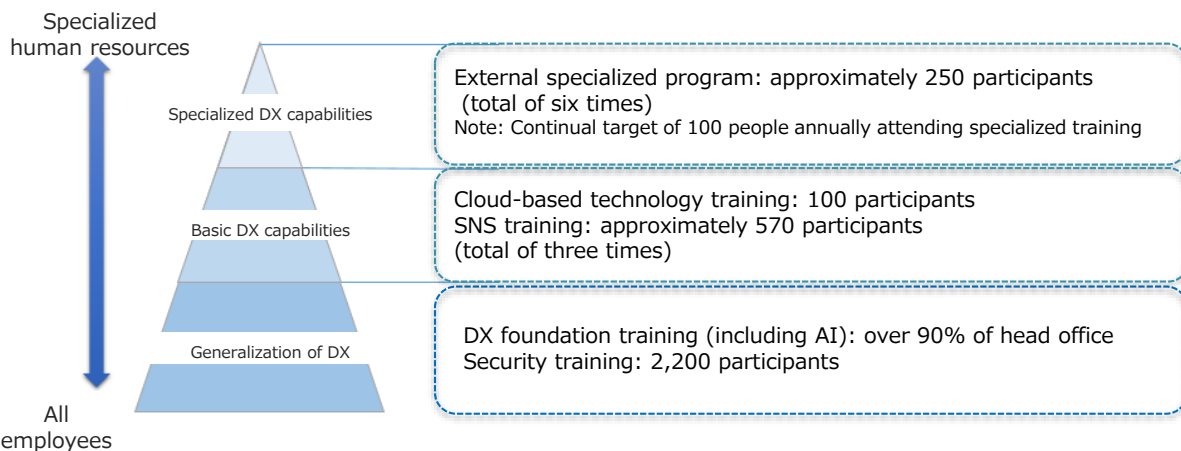 Specialized
human resources
Specialized DX capabilities
External specialized program: approximately 250 participants
(total of six times)
Note: Continual target of 100 people annually attending specialized training
Basic DX capabilities
Cloud-based technology training: 100 participants
SNS training: approximately 570 participants
(total of three times)
Generalization of DX
DX foundation training (including AI): over 90% of head office
Security training: 2,200 participants
All
employees